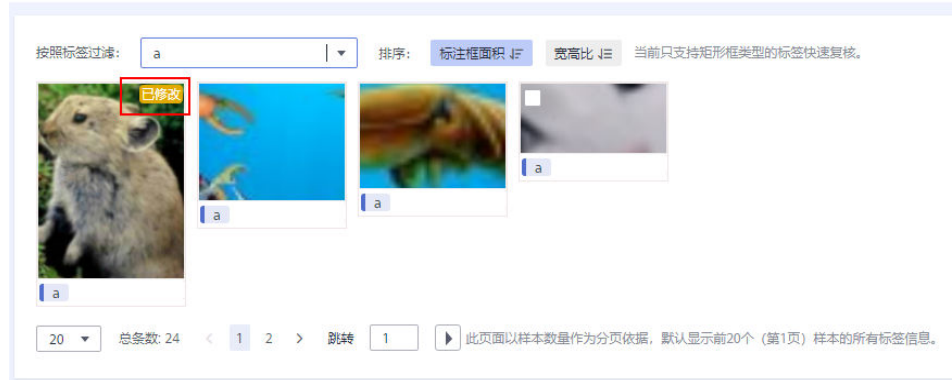 按照标签过滤: a 排序: 标注框面积 宽高比 当前只支持矩形框类型的标签快速复核。
已修改
a
a
a
a
20 总条数: 24 < 1 2 > 跳转 1 此页面以样本数量作为分页依据，默认显示前20个（第1页）样本的所有标签信息。